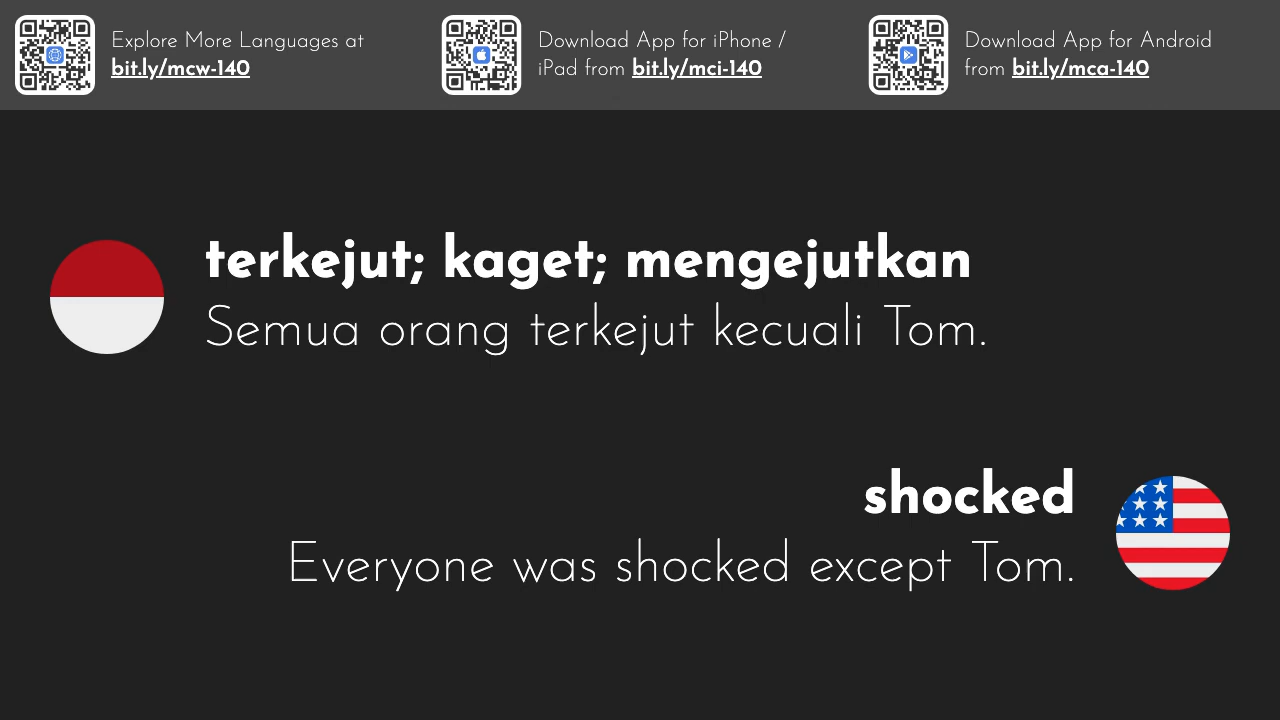 Explore More Languages at
bit.ly/mcw-140
Download App for iPhone /
iPad from bit.ly/mci-140
Download App for Android
from bit.ly/mca-140
terkejut; kaget; mengejutkan
Semua orang terkejut kecuali Tom.
shocked
Everyone was shocked except Tom.